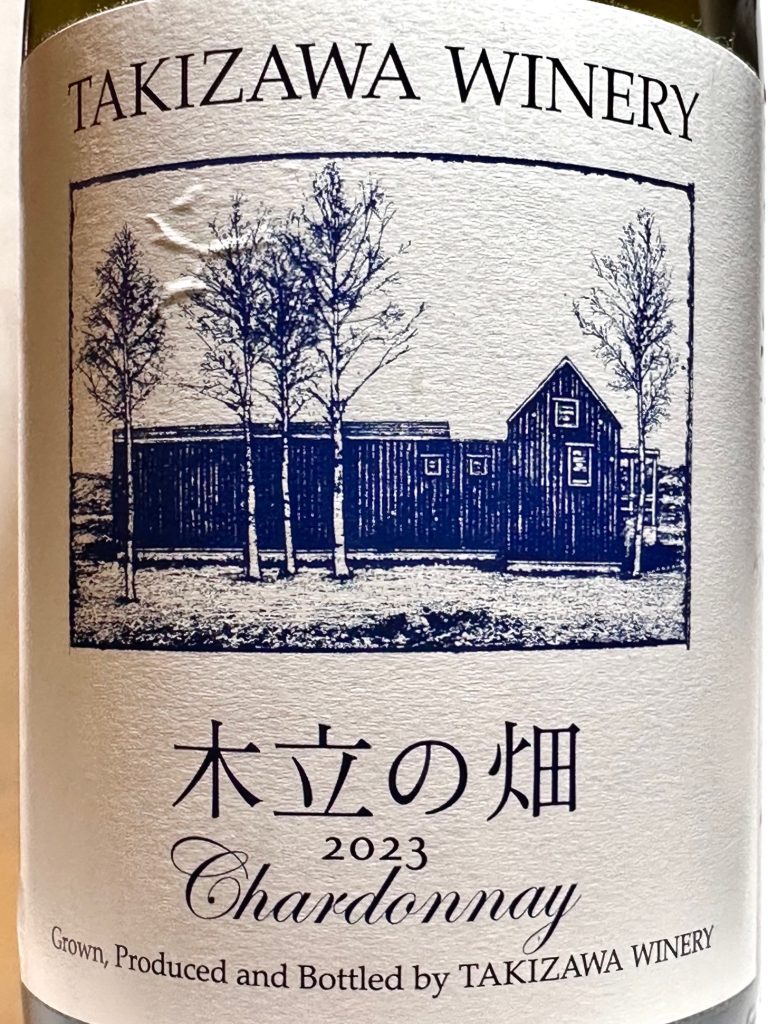 TAKIZAWA WINERY
木立の畑
2023
Chardonnay
Grown, Produced and Bottled by TAKIZAWA WINERY